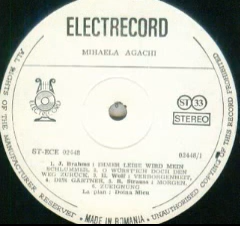 ELECTRECORD
MIHAELA AGACHI
ALL RIGHTS OF THE MANUFACTURER RESERVED
UNAUTHORISED COPYING OF THIS RECORD PROHIBITED
ST 33
STEREO
ST-ECE 02448
02448/1
1. J. Brahms: IMMER LEISE WIRD MEIN
SCHLUMMER, 2. O WÜSST'ICH DOCH DEN
WEG ZURÜCK, 3. H. Wolf: VERBORGENHEIT,
4. DER GÄRTNER, 5. R. Strauss: MORGEN,
6. ZUEIGNUNG
La pian: Doina Micu
MADE IN ROMANIA